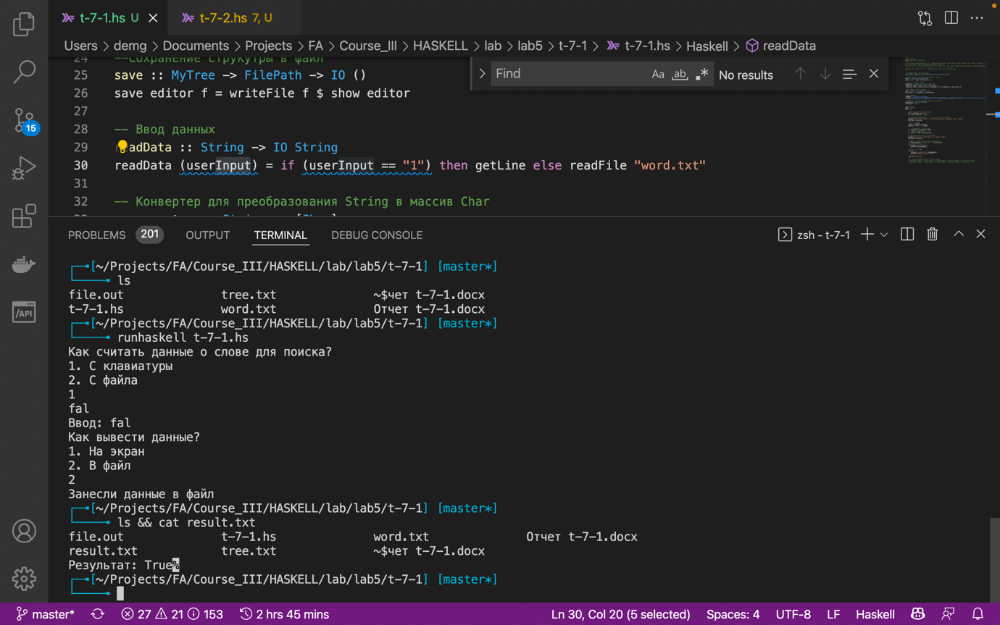 t-7-1.hs U
t-7-2.hs 7, U
Users > demg > Documents > Projects > FA > Course_III > HASKELL > lab > lab5 > t-7-1 > t-7-1.hs > Haskell > readData
24 --Сохранение струкутры в файл
25 save :: MyTree -> FilePath -> IO ()
26 save editor f = writeFile f $ show editor
27
28 -- Ввод данных
29 readData :: String -> IO String
30 readData (userInput) = if (userInput == "1") then getLine else readFile "word.txt"
31
32 -- Конвертер для преобразования String в массив Char
Find Aa ab .* No results
PROBLEMS 201 OUTPUT TERMINAL DEBUG CONSOLE zsh - t-7-1
[~/Projects/FA/Course_III/HASKELL/lab/lab5/t-7-1] [master*]
ls
file.out tree.txt ~$чет t-7-1.docx
t-7-1.hs word.txt Отчет t-7-1.docx
[~/Projects/FA/Course_III/HASKELL/lab/lab5/t-7-1] [master*]
runhaskell t-7-1.hs
Как считать данные о слове для поиска?
1. С клавиатуры
2. С файла
1
fal
Ввод: fal
Как вывести данные?
1. На экран
2. В файл
2
Занесли данные в файл
[~/Projects/FA/Course_III/HASKELL/lab/lab5/t-7-1] [master*]
ls && cat result.txt
file.out t-7-1.hs word.txt Отчет t-7-1.docx
result.txt tree.txt ~$чет t-7-1.docx
Результат: True%
[~/Projects/FA/Course_III/HASKELL/lab/lab5/t-7-1] [master*]
15
/API
master* 27 21 153 2 hrs 45 mins Ln 30, Col 20 (5 selected) Spaces: 4 UTF-8 LF Haskell